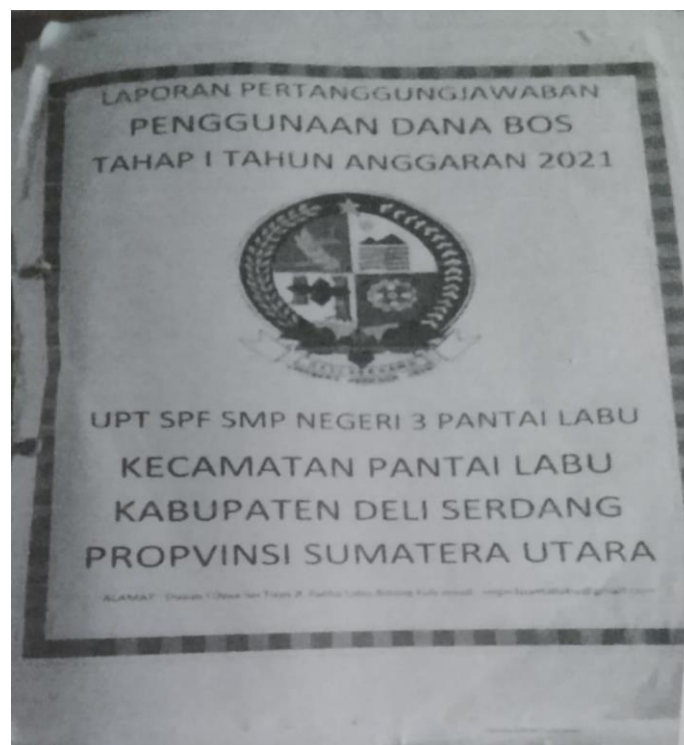 LAPORAN PERTANGGUNGJAWABAN
PENGGUNAAN DANA BOS
TAHAP I TAHUN ANGGARAN 2021
UPT SPF SMP NEGERI 3 PANTAI LABU
KECAMATAN PANTAI LABU
KABUPATEN DELI SERDANG
PROPVINSI SUMATERA UTARA
ALAMAT :